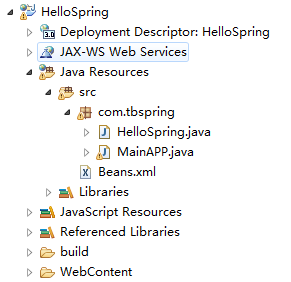 HelloSpring
Deployment Descriptor: HelloSpring
JAX-WS Web Services
Java Resources
src
com.tbspring
HelloSpring.java
MainAPP.java
Beans.xml
Libraries
JavaScript Resources
Referenced Libraries
build
WebContent